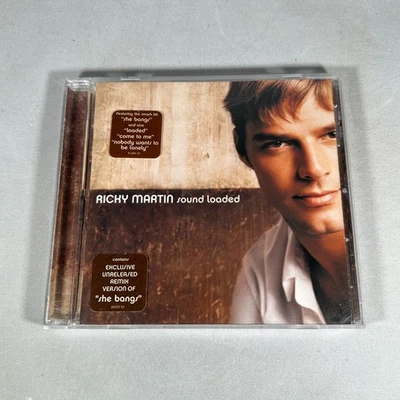 featuring the smash hit
"she bangs"
and also
"loaded"
"come to me"
"nobody wants to
be lonely"
RICKY MARTIN sound loaded
contains
EXCLUSIVE
UNRELEASED
REMIX
VERSION OF
"she bangs"